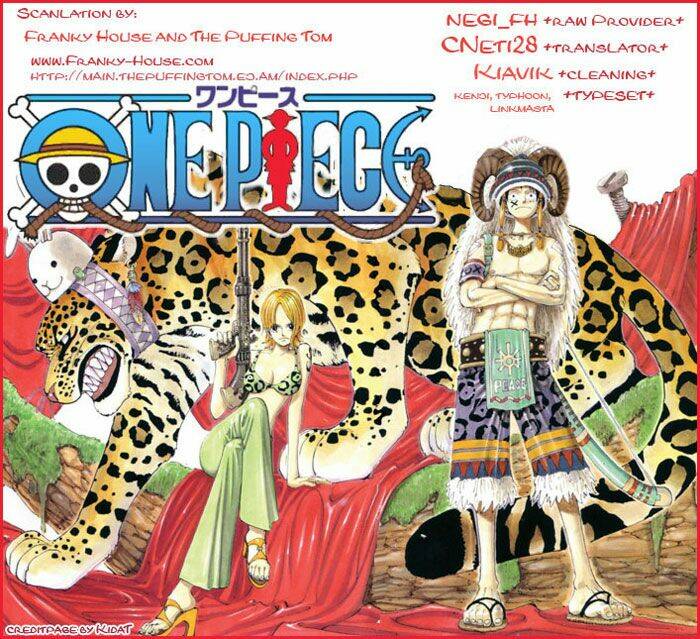 SCANLATION BY:
FRANKY HOUSE AND THE PUFFING TOM
WWW.FRANKY-HOUSE.COM
HTTP://MAIN.THEPUFFINGTOM.EO.AM/INDEX.PHP
NEGI_FH +RAW PROVIDER+
CNETI28 +TRANSLATOR+
KIAVIK +CLEANING+
KENJI, TYPHOON, +TYPESET+
LINKMASTA
ワンピース
ONE PIECE
PEACE
CREDITPAGE BY KIDAT